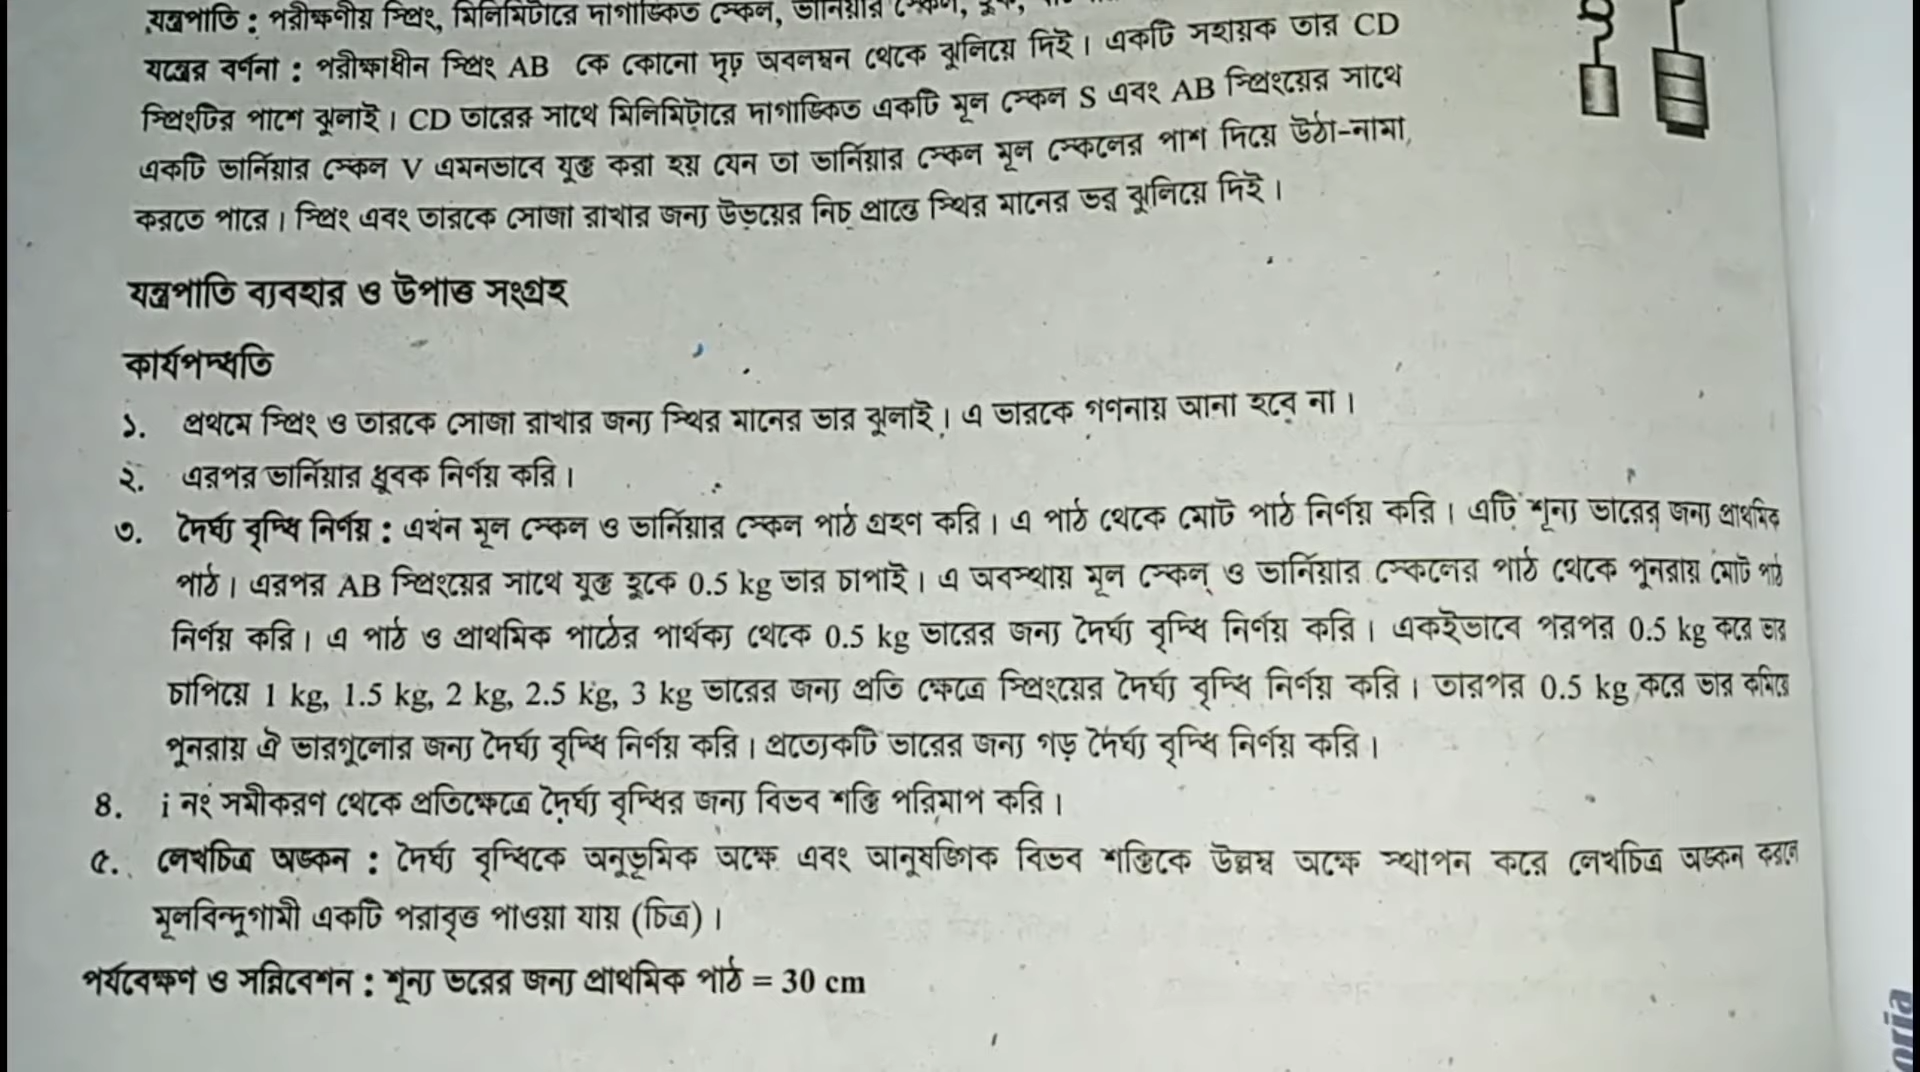 যন্ত্রপাতি : পরীক্ষণীয় স্প্রিং, মিলিমিটারে দাগাঙ্কিত স্কেল, ভার্নিয়ার স্কেল, হুক,
যন্ত্রের বর্ণনা : পরীক্ষাধীন স্প্রিং AB কে কোনো দৃঢ় অবলম্বন থেকে ঝুলিয়ে দিই। একটি সহায়ক তার CD
স্প্রিংটির পাশে ঝুলাই। CD তারের সাথে মিলিমিটারে দাগাঙ্কিত একটি মূল স্কেল S এবং AB স্প্রিংয়ের সাথে
একটি ভার্নিয়ার স্কেল V এমনভাবে যুক্ত করা হয় যেন তা ভার্নিয়ার স্কেল মূল স্কেলের পাশ দিয়ে উঠা-নামা
করতে পারে। স্প্রিং এবং তারকে সোজা রাখার জন্য উভয়ের নিচ প্রান্তে স্থির মানের ভর ঝুলিয়ে দিই।
যন্ত্রপাতি ব্যবহার ও উপাত্ত সংগ্রহ
কার্যপদ্ধতি
১. প্রথমে স্প্রিং ও তারকে সোজা রাখার জন্য স্থির মানের ভার ঝুলাই। এ ভারকে গণনায় আনা হবে না।
২. এরপর ভার্নিয়ার ধ্রুবক নির্ণয় করি।
৩. দৈর্ঘ্য বৃদ্ধি নির্ণয় : এখন মূল স্কেল ও ভার্নিয়ার স্কেল পাঠ গ্রহণ করি। এ পাঠ থেকে মোট পাঠ নির্ণয় করি। এটি শূন্য ভারের জন্য প্রাথমিক
পাঠ। এরপর AB স্প্রিংয়ের সাথে যুক্ত হুকে 0.5 kg ভার চাপাই। এ অবস্থায় মূল স্কেল ও ভার্নিয়ার স্কেলের পাঠ থেকে পুনরায় মোট পাঠ
নির্ণয় করি। এ পাঠ ও প্রাথমিক পাঠের পার্থক্য থেকে 0.5 kg ভারের জন্য দৈর্ঘ্য বৃদ্ধি নির্ণয় করি। একইভাবে পরপর 0.5 kg করে ভার
চাপিয়ে 1 kg, 1.5 kg, 2 kg, 2.5 kg, 3 kg ভারের জন্য প্রতি ক্ষেত্রে স্প্রিংয়ের দৈর্ঘ্য বৃদ্ধি নির্ণয় করি। তারপর 0.5 kg করে ভার কমিয়ে
পুনরায় ঐ ভারগুলোর জন্য দৈর্ঘ্য বৃদ্ধি নির্ণয় করি। প্রত্যেকটি ভারের জন্য গড় দৈর্ঘ্য বৃদ্ধি নির্ণয় করি।
৪. i নং সমীকরণ থেকে প্রতিক্ষেত্রে দৈর্ঘ্য বৃদ্ধির জন্য বিভব শক্তি পরিমাপ করি।
৫. লেখচিত্র অঙ্কন : দৈর্ঘ্য বৃদ্ধিকে অনুভূমিক অক্ষে এবং আনুষঙ্গিক বিভব শক্তিকে উল্লম্ব অক্ষে স্থাপন করে লেখচিত্র অঙ্কন করলে
মূলবিন্দুগামী একটি পরাবৃত্ত পাওয়া যায় (চিত্র)।
পর্যবেক্ষণ ও সন্নিবেশন : শূন্য ভরের জন্য প্রাথমিক পাঠ = 30 cm